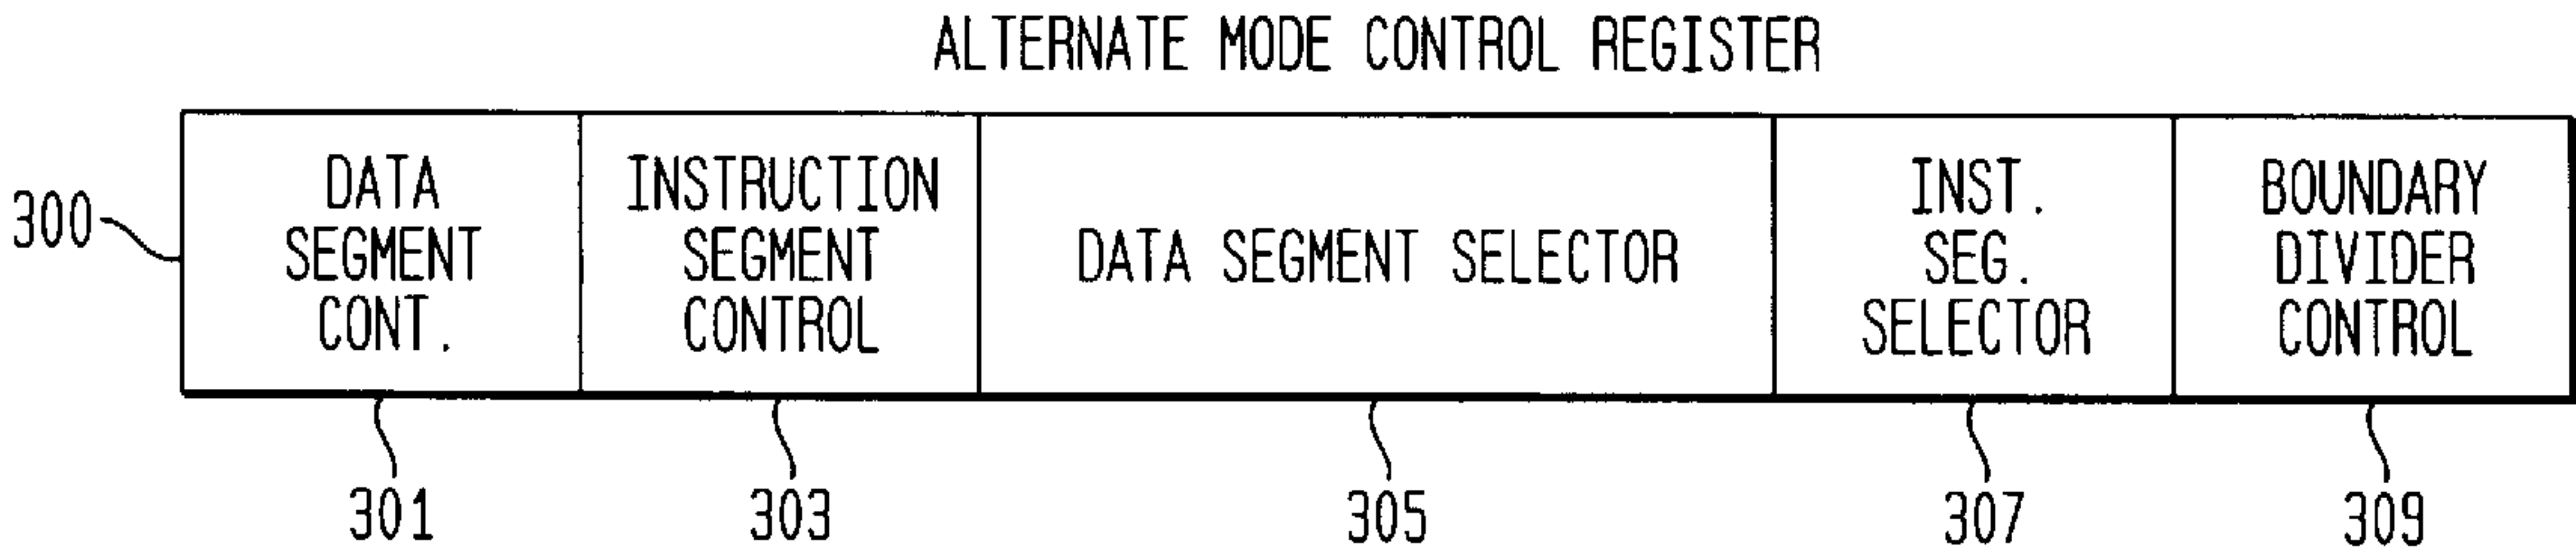 ALTERNATE MODE CONTROL REGISTER
300
DATA
SEGMENT
CONT.
INSTRUCTION
SEGMENT
CONTROL
DATA SEGMENT SELECTOR
INST.
SEG.
SELECTOR
BOUNDARY
DIVIDER
CONTROL
301
303
305
307
309